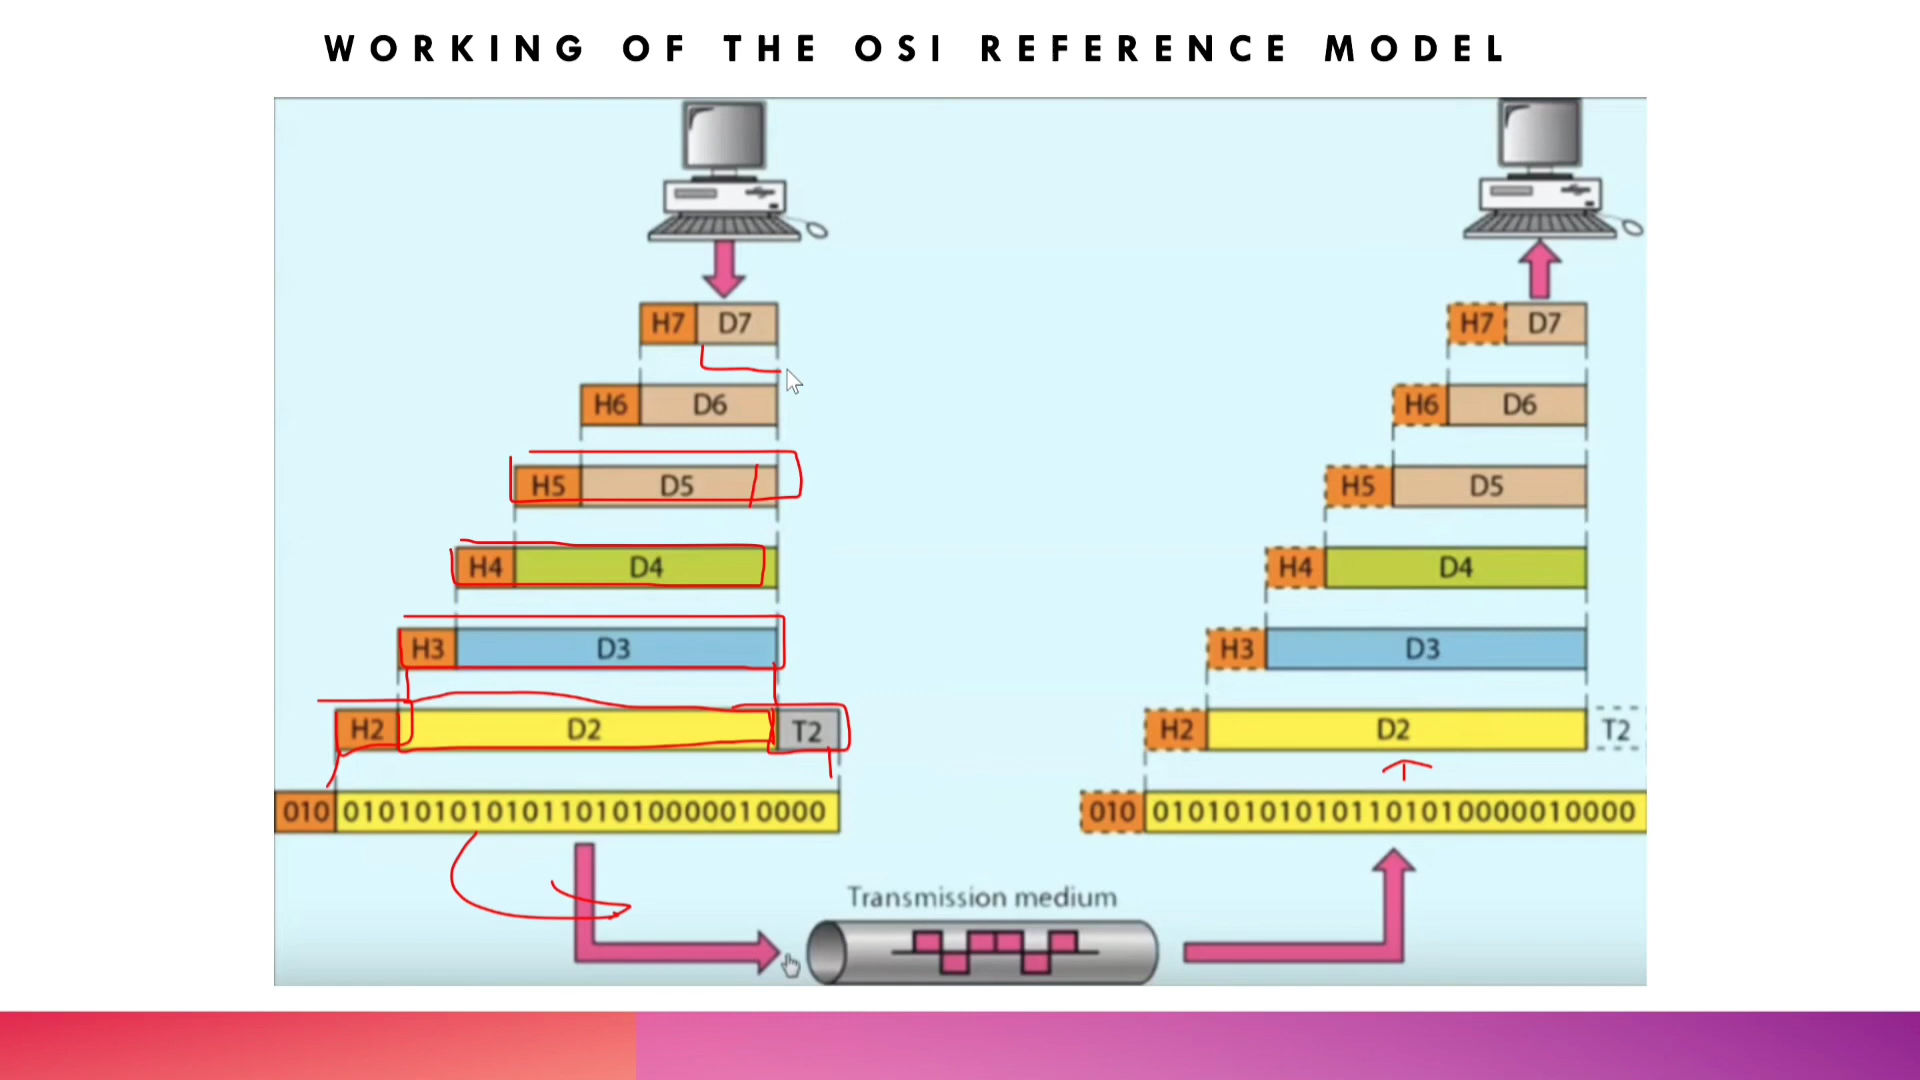 WORKING OF THE OSI REFERENCE MODEL
H7 D7 H7 D7
H6 D6 H6 D6
H5 D5 H5 D5
H4 D4 H4 D4
H3 D3 H3 D3
H2 D2 T2 H2 D2 T2
010 010101010101101010000010000 010 010101010101101010000010000
Transmission medium